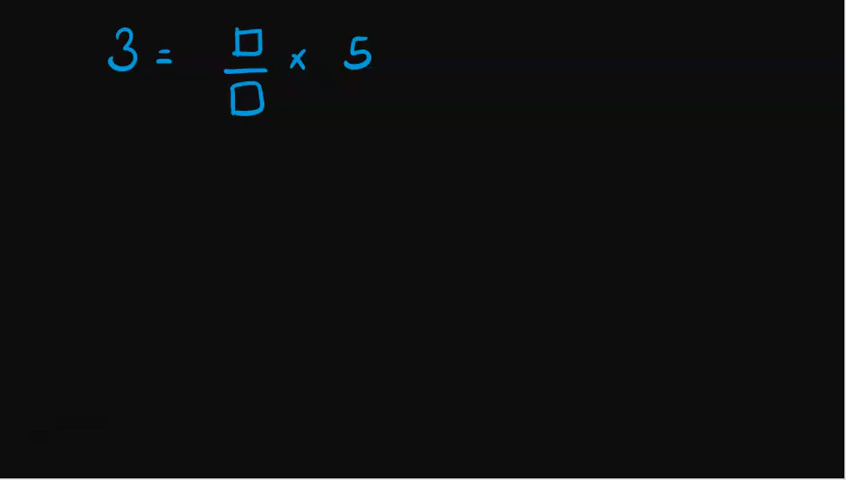 3 = □/□ × 5